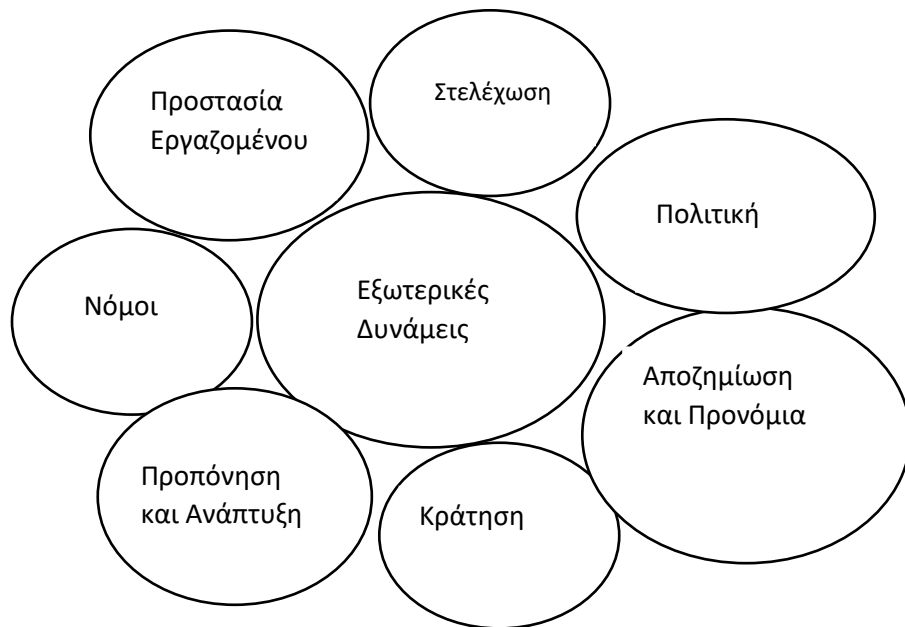 Προστασία
Εργαζομένου
Στελέχωση
Πολιτική
Νόμοι
Εξωτερικές
Δυνάμεις
Αποζημίωση
και Προνόμια
Προπόνηση
και Ανάπτυξη
Κράτηση